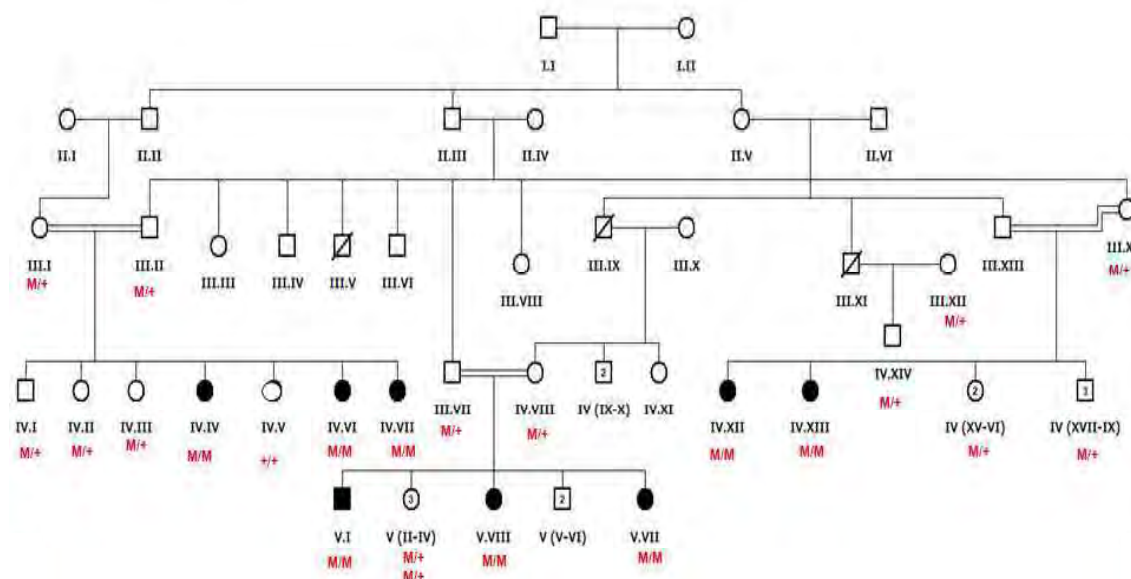 I.I I.II
II.I II.II II.III II.IV II.V II.VI
III.I III.II III.III III.IV III.V III.VI III.VIII III.IX III.X III.XI III.XII III.XIII III.X
M/+ M/+ M/+ M/+
2 2 3
IV.I IV.II IV.III IV.IV IV.V IV.VI IV.VII III.VII IV.VIII IV (IX-X) IV.XI IV.XII IV.XIII IV.XIV IV (XV-VI) IV (XVII-IX)
M/+ M/+ M/+ M/M +/+ M/M M/M M/+ M/+ M/M M/M M/+ M/+ M/+
3 2
V.I V (II-IV) V.VIII V (V-VI) V.VII
M/M M/+ M/M M/M
M/+